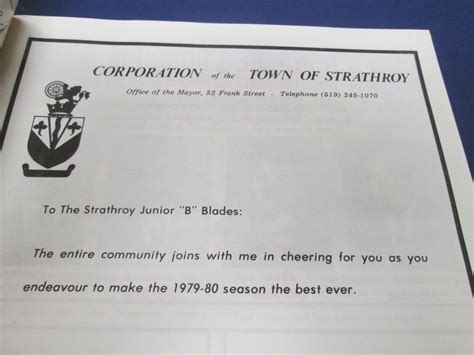 CORPORATION of the TOWN OF STRATHROY
Office of the Mayor, 52 Frank Street - Telephone (519) 245-1070
To The Strathroy Junior "B" Blades:
The entire community joins with me in cheering for you as you
endeavour to make the 1979-80 season the best ever.